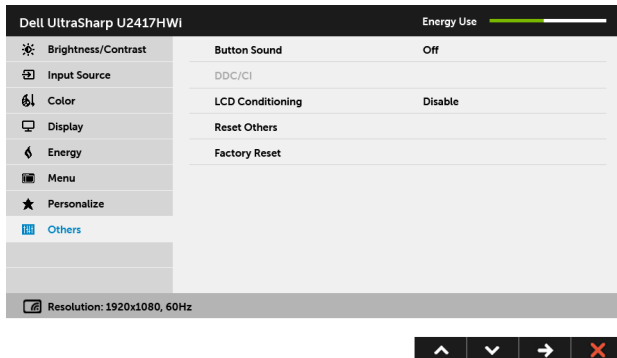 Dell UltraSharp U2417HWi
Energy Use
Brightness/Contrast
Button Sound
Off
Input Source
DDC/CI
Color
LCD Conditioning
Disable
Display
Reset Others
Energy
Factory Reset
Menu
Personalize
Others
Resolution: 1920x1080, 60Hz